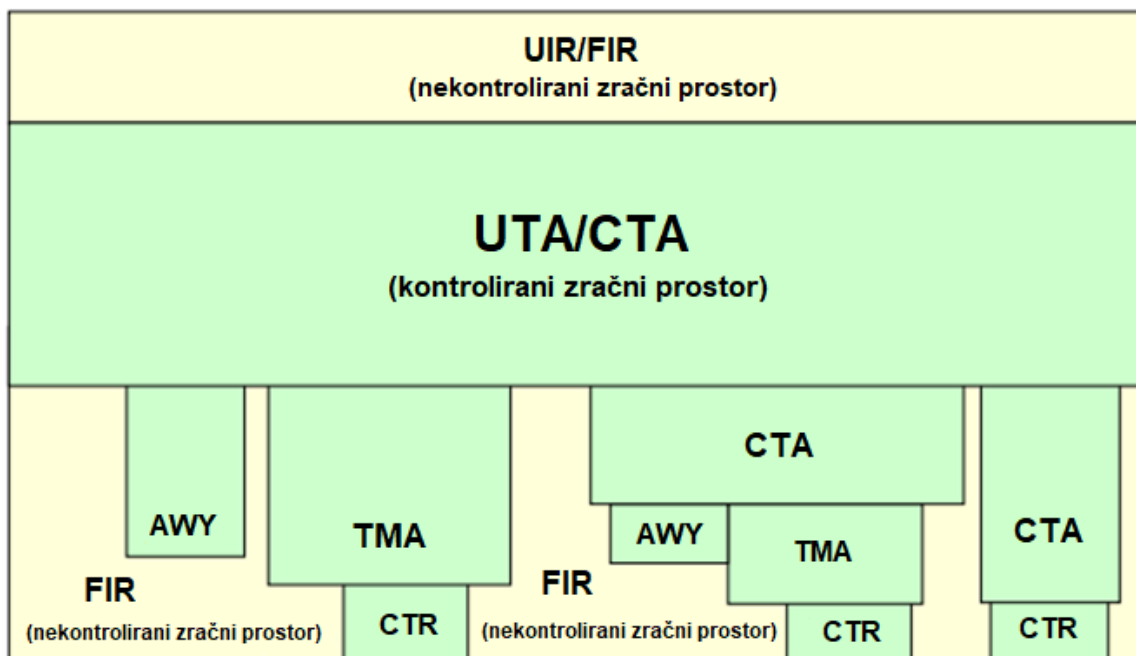 UIR/FIR
(nekontrolirani zračni prostor)
UTA/CTA
(kontrolirani zračni prostor)
CTA
AWY
TMA
AWY
TMA
CTA
FIR
(nekontrolirani zračni prostor)
CTR
FIR
(nekontrolirani zračni prostor)
CTR
CTR